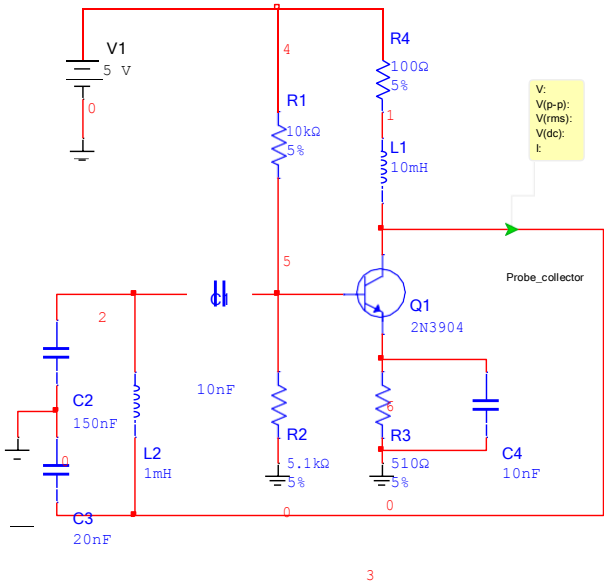 V1
5 V
0
4
R4
100Ω
5%
R1
10kΩ
5%
1
L1
10mH
V:
V(p-p):
V(rms):
V(dc):
I:
Probe_collector
5
C1
10nF
Q1
2N3904
2
C2
150nF
0
L2
1mH
R2
5.1kΩ
5%
0
6
R3
510Ω
5%
0
C4
10nF
C3
20nF
3